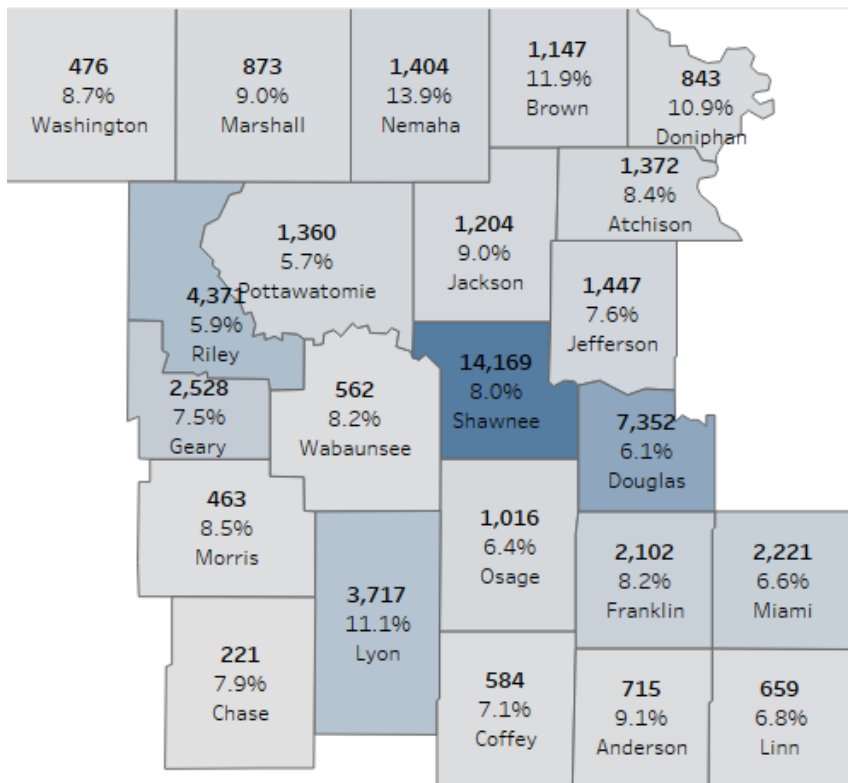 476
8.7%
Washington
873
9.0%
Marshall
1,404
13.9%
Nemaha
1,147
11.9%
Brown
843
10.9%
Doniphan
1,372
8.4%
Atchison
1,360
5.7%
Pottawatomie
1,204
9.0%
Jackson
1,447
7.6%
Jefferson
4,371
5.9%
Riley
14,169
8.0%
Shawnee
2,528
7.5%
Geary
562
8.2%
Wabaunsee
7,352
6.1%
Douglas
463
8.5%
Morris
1,016
6.4%
Osage
2,102
8.2%
Franklin
2,221
6.6%
Miami
3,717
11.1%
Lyon
221
7.9%
Chase
584
7.1%
Coffey
715
9.1%
Anderson
659
6.8%
Linn